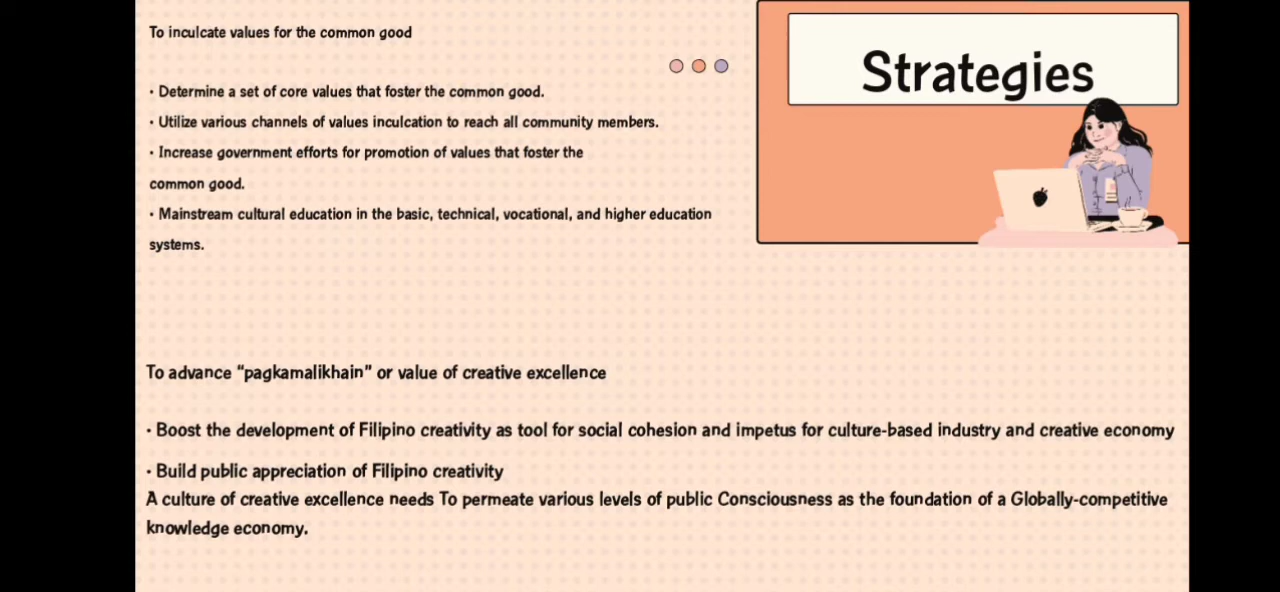 Strategies
To inculcate values for the common good
• Determine a set of core values that foster the common good.
• Utilize various channels of values inculcation to reach all community members.
• Increase government efforts for promotion of values that foster the
common good.
• Mainstream cultural education in the basic, technical, vocational, and higher education
systems.
To advance “pagkamalikhain” or value of creative excellence
• Boost the development of Filipino creativity as tool for social cohesion and impetus for culture-based industry and creative economy
• Build public appreciation of Filipino creativity
A culture of creative excellence needs To permeate various levels of public Consciousness as the foundation of a Globally-competitive
knowledge economy.